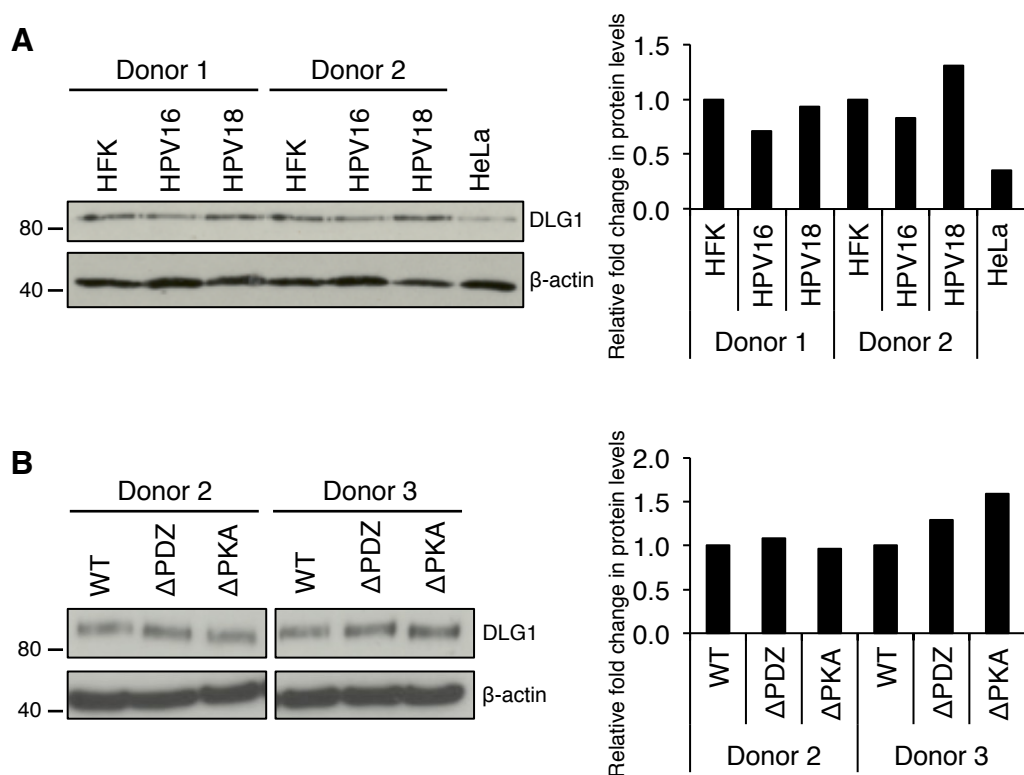 A
Donor 1
Donor 2
HFK
HPV16
HPV18
HFK
HPV16
HPV18
HeLa
80
DLG1
40
β-actin
Relative fold change in protein levels
1.5
1.0
0.5
0.0
HFK
HPV16
HPV18
HFK
HPV16
HPV18
HeLa
Donor 1
Donor 2
B
Donor 2
Donor 3
WT
ΔPDZ
ΔPKA
WT
ΔPDZ
ΔPKA
80
DLG1
40
β-actin
Relative fold change in protein levels
2.0
1.5
1.0
0.5
0.0
WT
ΔPDZ
ΔPKA
WT
ΔPDZ
ΔPKA
Donor 2
Donor 3